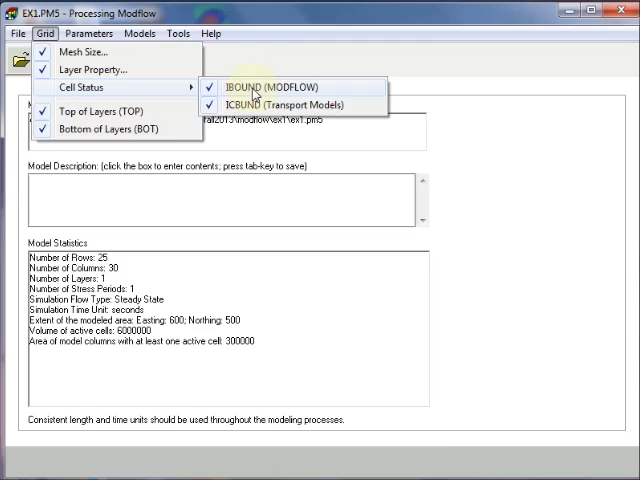 EX1.PM5 - Processing Modflow
File Grid Parameters Models Tools Help
Mesh Size...
Layer Property...
Cell Status
IBOUND (MODFLOW)
ICBUND (Transport Models)
Top of Layers (TOP)
Bottom of Layers (BOT)
fall2013\modflow\ex1\ex1.pm5
Model Description: (click the box to enter contents; press tab-key to save)
Model Statistics
Number of Rows: 25
Number of Columns: 30
Number of Layers: 1
Number of Stress Periods: 1
Simulation Flow Type: Steady State
Simulation Time Unit: seconds
Extent of the modeled area: Easting: 600; Northing: 500
Volume of active cells: 6000000
Area of model columns with at least one active cell: 300000
Consistent length and time units should be used throughout the modeling processes.